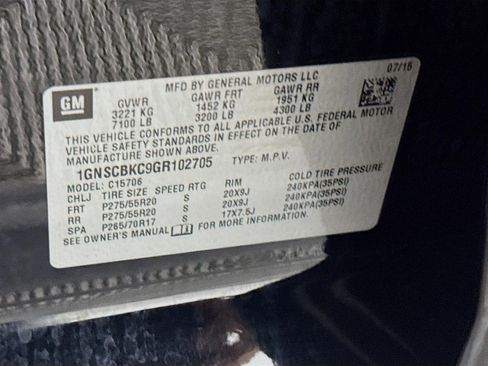 MFD BY GENERAL MOTORS LLC 07/15
GM GVWR GAWR FRT GAWR RR
3221 KG 1452 KG 1951 KG
7100 LB 3200 LB 4300 LB
THIS VEHICLE CONFORMS TO ALL APPLICABLE U.S. FEDERAL MOTOR
VEHICLE SAFETY STANDARDS IN EFFECT ON THE DATE OF
MANUFACTURE SHOWN ABOVE.
1GNSCBKC9GR102705 TYPE: M.P.V.
MODEL: C15706
CHLJ TIRE SIZE SPEED RTG RIM COLD TIRE PRESSURE
FRT P275/55R20 S 20X9J 240KPA(35PSI)
RR P275/55R20 S 20X9J 240KPA(35PSI)
SPA P265/70R17 S 17X7.5J 240KPA(35PSI)
SEE OWNER'S MANUAL FOR MORE INFORMATION.